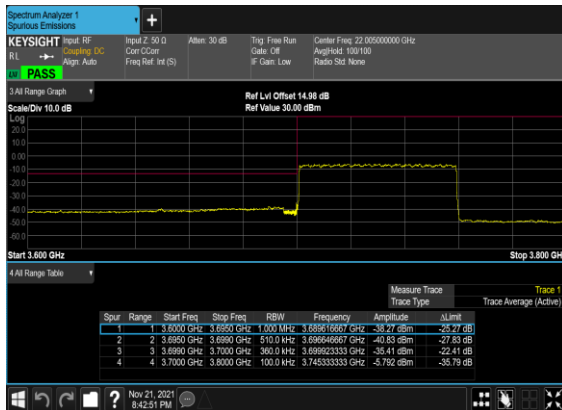 Spectrum Analyzer 1
Spurious Emissions
KEYSIGHT Input: RF Input Z: 50 Ω Atten: 30 dB Trig: Free Run Center Freq: 22.005000000 GHz
RL Coupling: DC Corr CCorr Gate: Off Avg|Hold: 100/100
Align: Auto Freq Ref: Int (S) IF Gain: Low Radio Std: None
PASS
3 All Range Graph
Ref Lvl Offset 14.98 dB
Scale/Div 10.0 dB Ref Value 30.00 dBm
Log
20.0
10.0
0.00
-10.0
-20.0
-30.0
-40.0
-50.0
-60.0
Start 3.600 GHz Stop 3.800 GH
4 All Range Table
Measure Trace Trace 1
Trace Type Trace Average (Active)
Spur Range Start Freq Stop Freq RBW Frequency Amplitude ΔLimit
1 1 3.6000 GHz 3.6950 GHz 1.000 MHz 3.689616667 GHz -38.27 dBm -25.27 dB
2 2 3.6950 GHz 3.6990 GHz 510.0 kHz 3.696646667 GHz -40.83 dBm -27.83 dB
3 3 3.6990 GHz 3.7000 GHz 360.0 kHz 3.699923333 GHz -35.41 dBm -22.41 dB
4 4 3.7000 GHz 3.8000 GHz 100.0 kHz 3.745333333 GHz -5.792 dBm -35.79 dB
Nov 21, 2021
8:42:51 PM